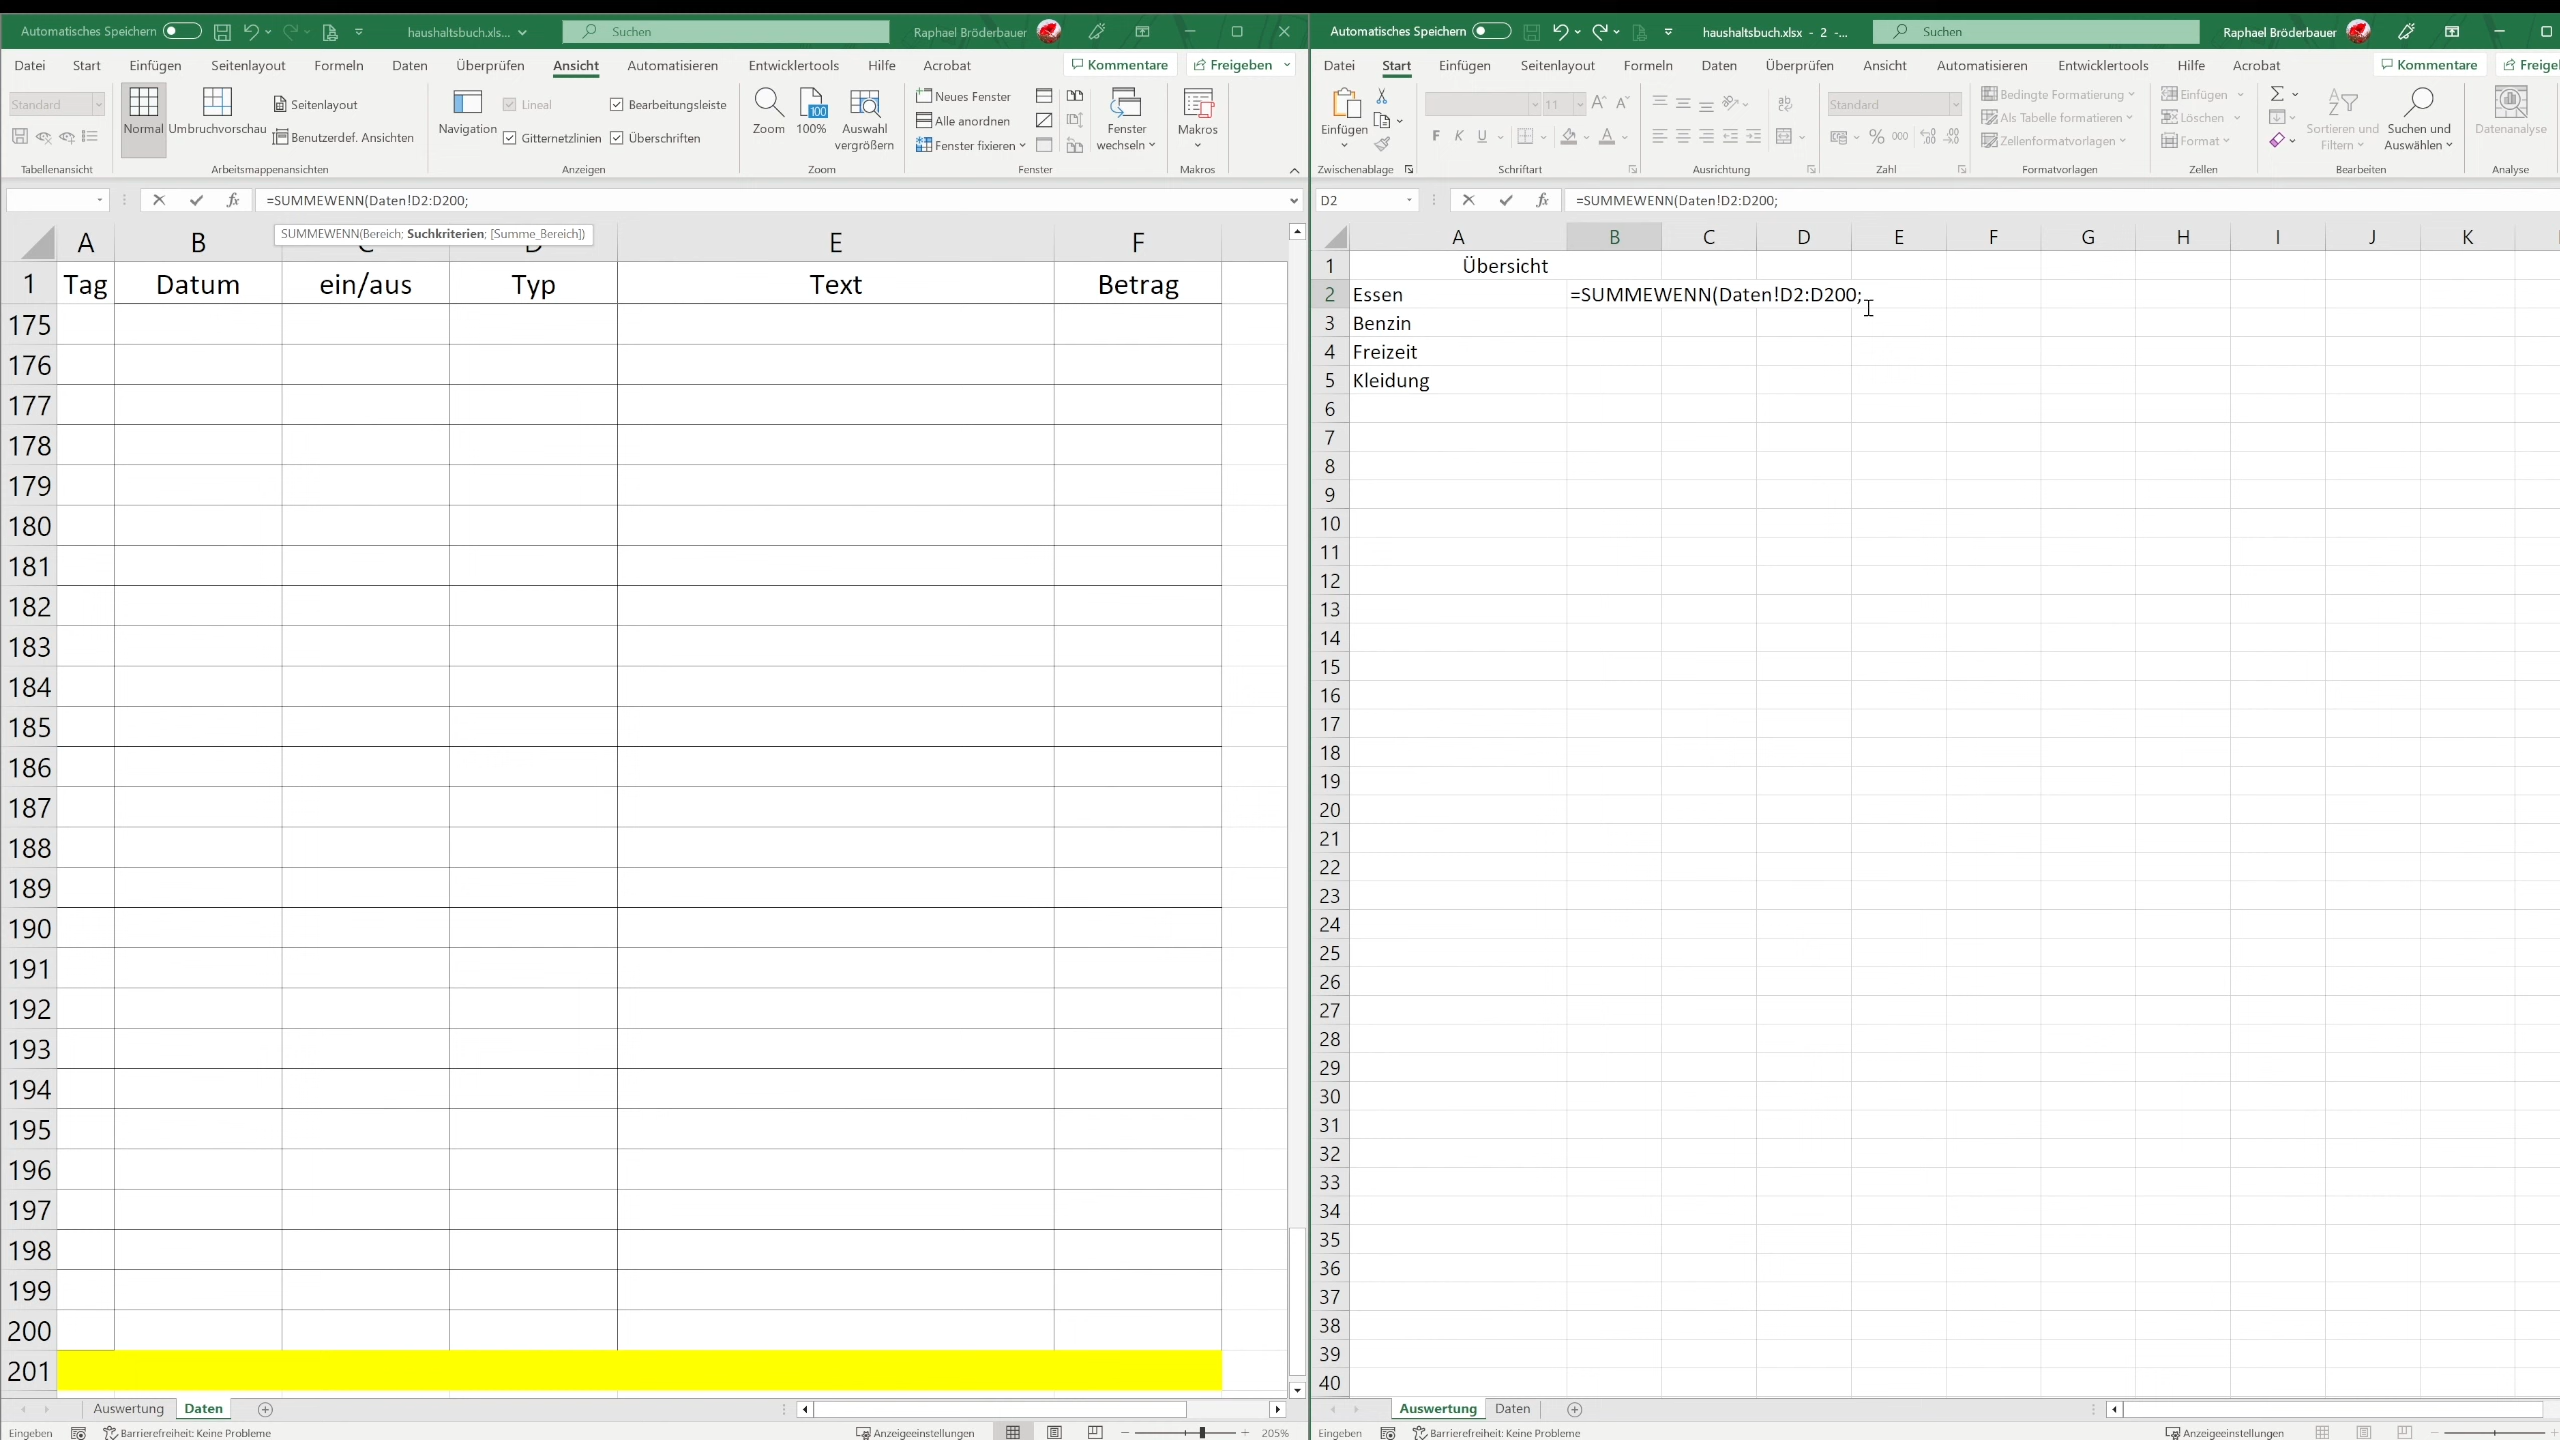 Automatisches Speichern
haushaltsbuch.xls...
Suchen
Raphael Bröderbauer
Datei Start Einfügen Seitenlayout Formeln Daten Überprüfen Ansicht Automatisieren Entwicklertools Hilfe Acrobat Kommentare Freigeben
Standard
Normal Umbruchvorschau
Seitenlayout
Benutzerdef. Ansichten
Navigation
Lineal Bearbeitungsleiste
Gitternetzlinien Überschriften
Zoom 100% Auswahl vergrößern
Neues Fenster
Alle anordnen
Fenster fixieren
Fenster wechseln
Makros
Tabellenansicht Arbeitsmappenansichten Anzeigen Zoom Fenster Makros
=SUMMEWENN(Daten!D2:D200;
SUMMEWENN(Bereich; Suchkriterien; [Summe_Bereich])
A B C D E F
1 Tag Datum ein/aus Typ Text Betrag
175
176
177
178
179
180
181
182
183
184
185
186
187
188
189
190
191
192
193
194
195
196
197
198
199
200
201
Auswertung Daten
Eingeben Barrierefreiheit: Keine Probleme Anzeigeeinstellungen 205%
Automatisches Speichern
haushaltsbuch.xlsx - 2 -...
Suchen
Raphael Bröderbauer
Datei Start Einfügen Seitenlayout Formeln Daten Überprüfen Ansicht Automatisieren Entwicklertools Hilfe Acrobat Kommentare Freigel
Einfügen
11
F K U
Standard
% 000
Bedingte Formatierung
Als Tabelle formatieren
Zellenformatvorlagen
Einfügen
Löschen
Format
Sortieren und Filtern
Suchen und Auswählen
Datenanalyse
Zwischenablage Schriftart Ausrichtung Zahl Formatvorlagen Zellen Bearbeiten Analyse
D2 =SUMMEWENN(Daten!D2:D200;
A B C D E F G H I J K
1 Übersicht
2 Essen =SUMMEWENN(Daten!D2:D200;
3 Benzin
4 Freizeit
5 Kleidung
6
7
8
9
10
11
12
13
14
15
16
17
18
19
20
21
22
23
24
25
26
27
28
29
30
31
32
33
34
35
36
37
38
39
40
Auswertung Daten
Eingeben Barrierefreiheit: Keine Probleme Anzeigeeinstellungen